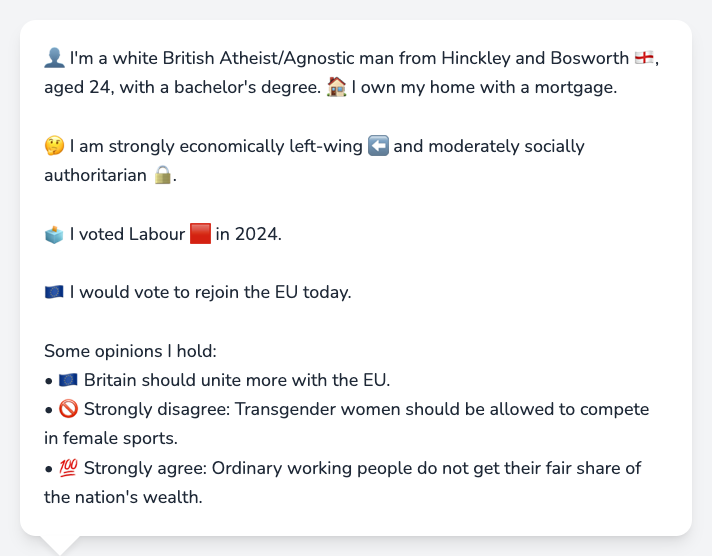 👤 I'm a white British Atheist/Agnostic man from Hinckley and Bosworth 🏴󠁧󠁢󠁥󠁮󠁧󠁿,
aged 24, with a bachelor's degree. 🏠 I own my home with a mortgage.
🤔 I am strongly economically left-wing ⬅️ and moderately socially
authoritarian 🔒.
🗳️ I voted Labour 🟥 in 2024.
🇪🇺 I would vote to rejoin the EU today.
Some opinions I hold:
• 🇪🇺 Britain should unite more with the EU.
• 🚫 Strongly disagree: Transgender women should be allowed to compete
in female sports.
• 💯 Strongly agree: Ordinary working people do not get their fair share of
the nation's wealth.